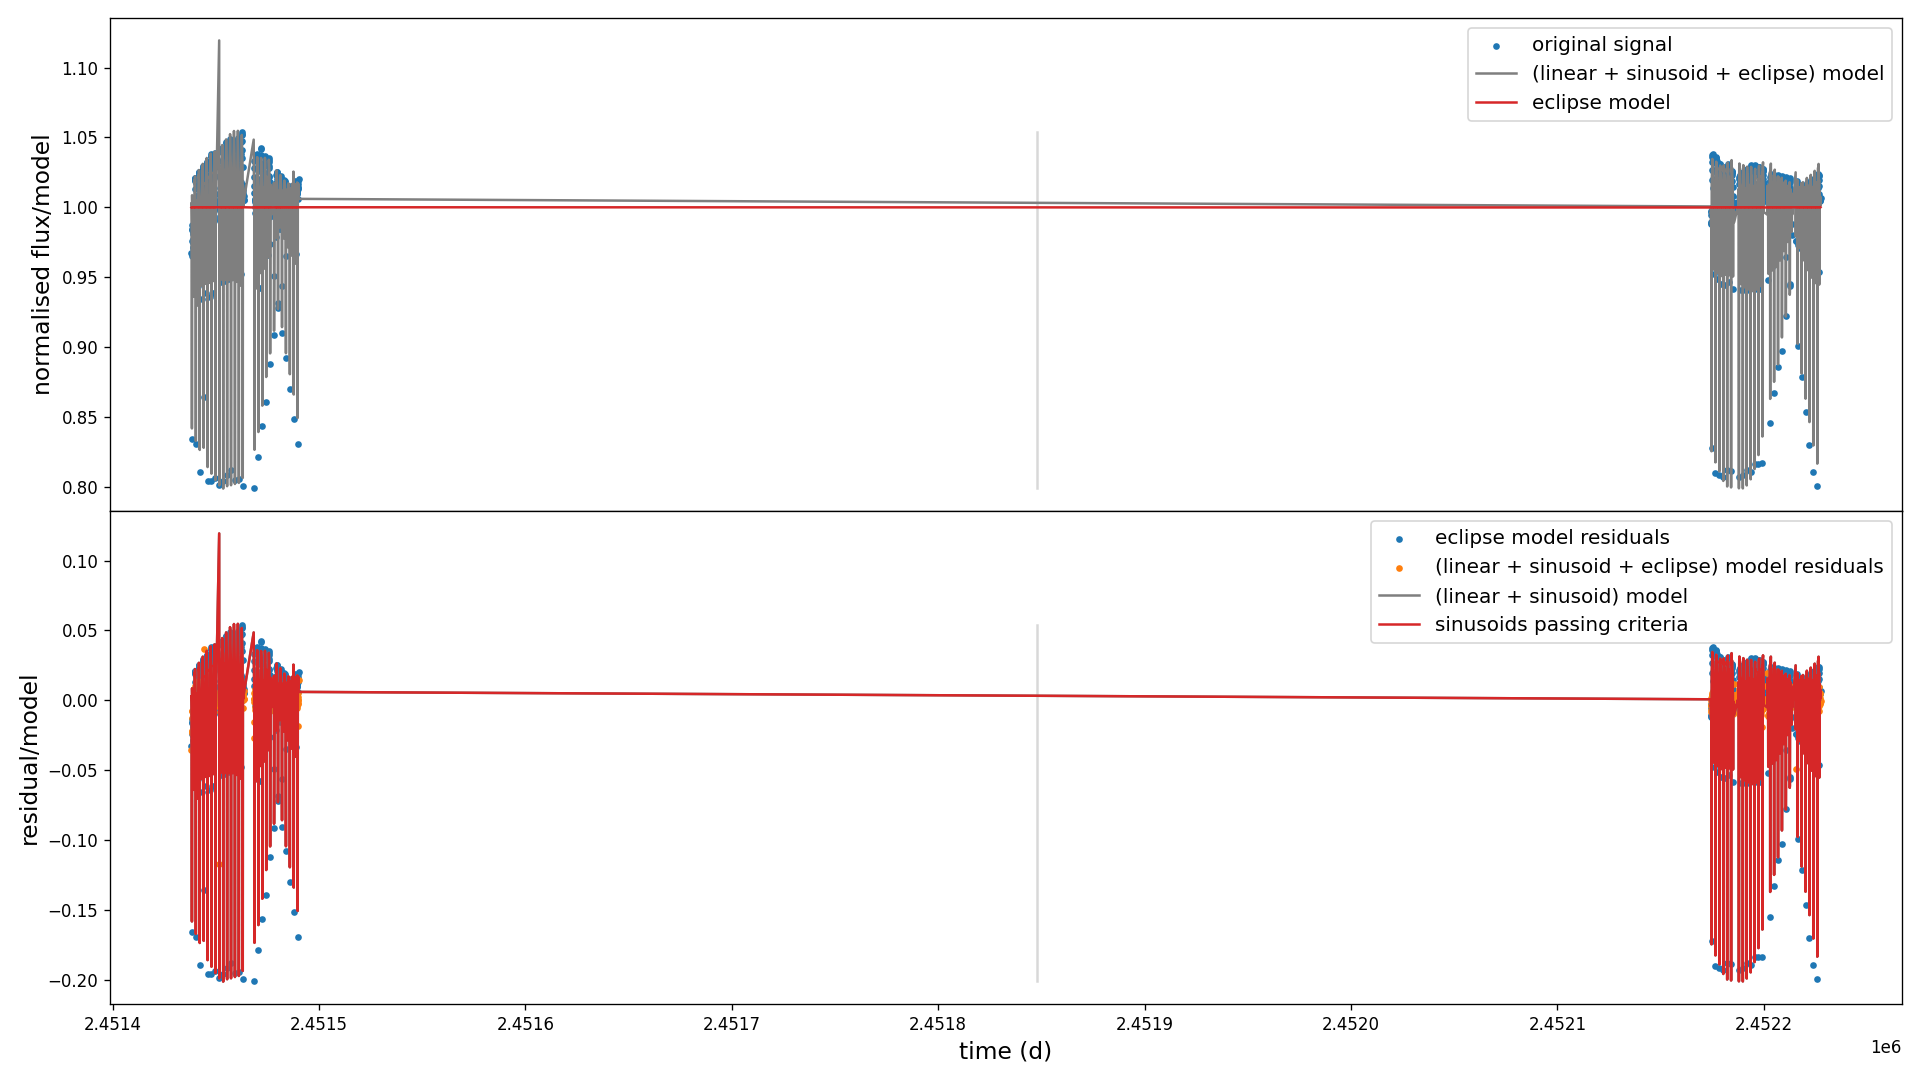 normalised flux/model
1.10
1.05
1.00
0.95
0.90
0.85
0.80
original signal
(linear + sinusoid + eclipse) model
eclipse model
residual/model
0.10
0.05
0.00
−0.05
−0.10
−0.15
−0.20
eclipse model residuals
(linear + sinusoid + eclipse) model residuals
(linear + sinusoid) model
sinusoids passing criteria
2.4514 2.4515 2.4516 2.4517 2.4518 2.4519 2.4520 2.4521 2.4522
1e6
time (d)